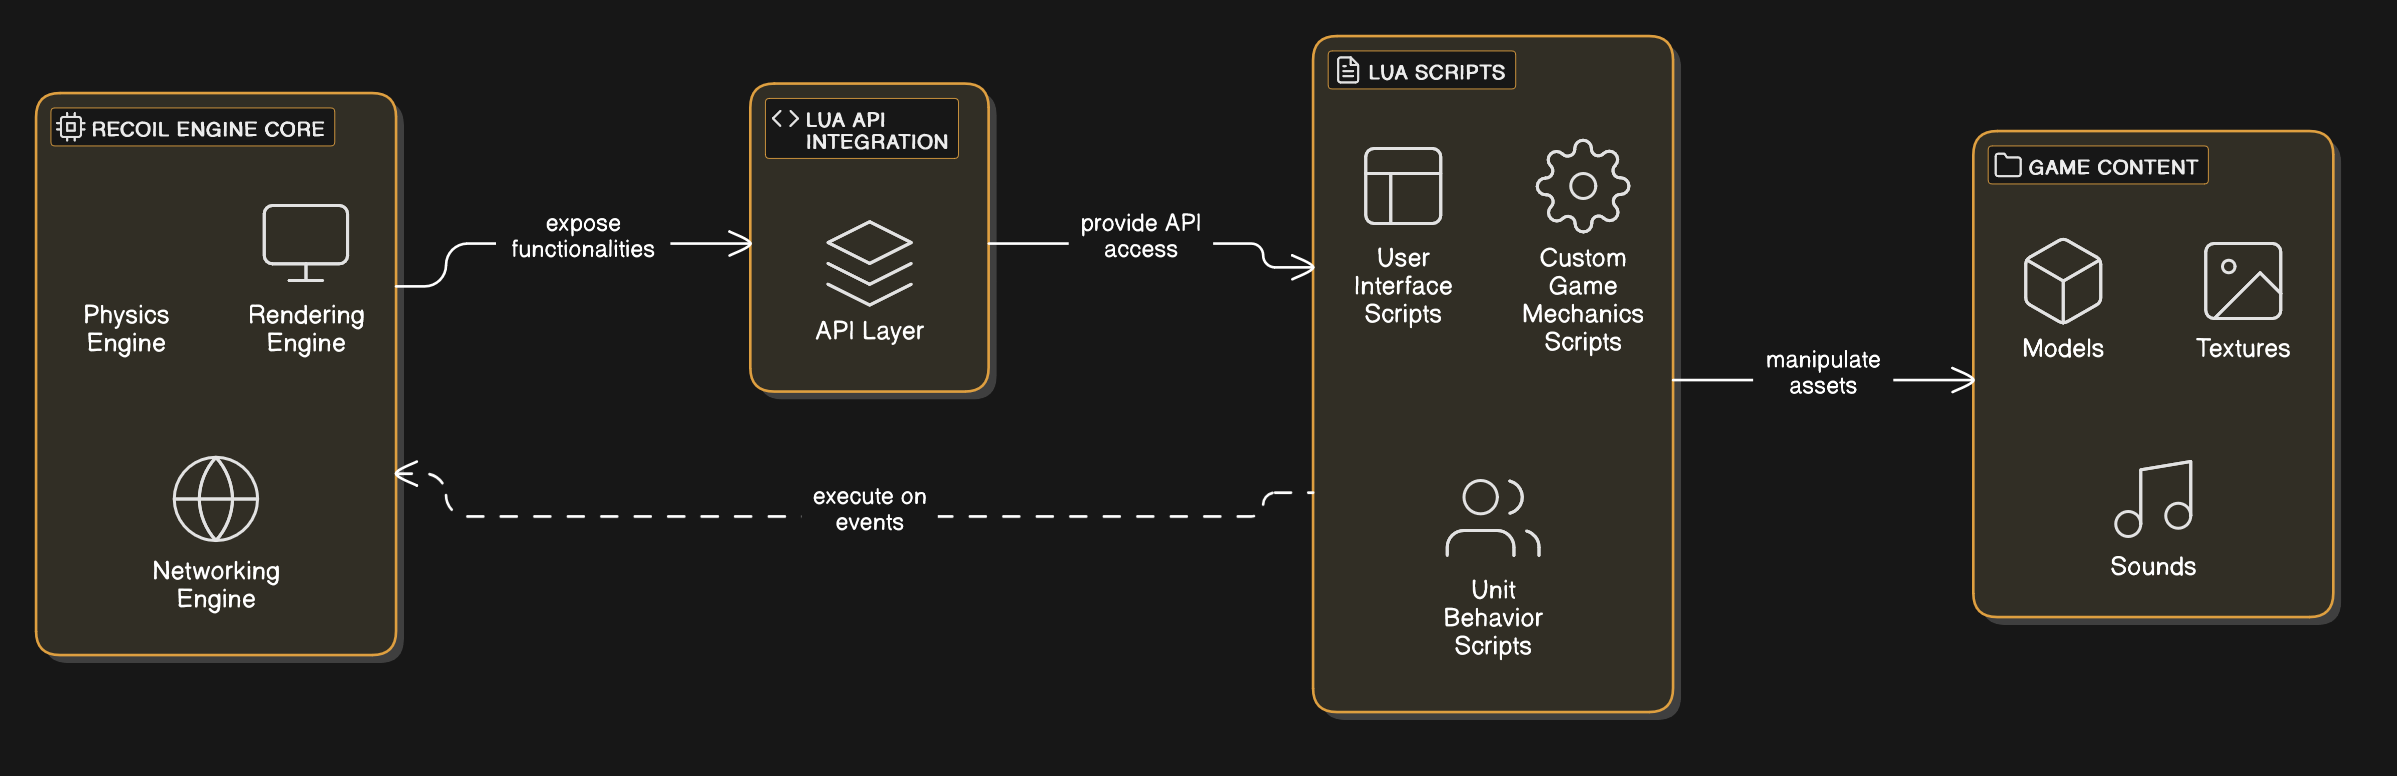 RECOIL ENGINE CORE
Physics
Engine
Rendering
Engine
Networking
Engine
expose
functionalities
LUA API
INTEGRATION
API Layer
provide API
access
execute on
events
LUA SCRIPTS
User
Interface
Scripts
Custom
Game
Mechanics
Scripts
Unit
Behavior
Scripts
manipulate
assets
GAME CONTENT
Models
Textures
Sounds